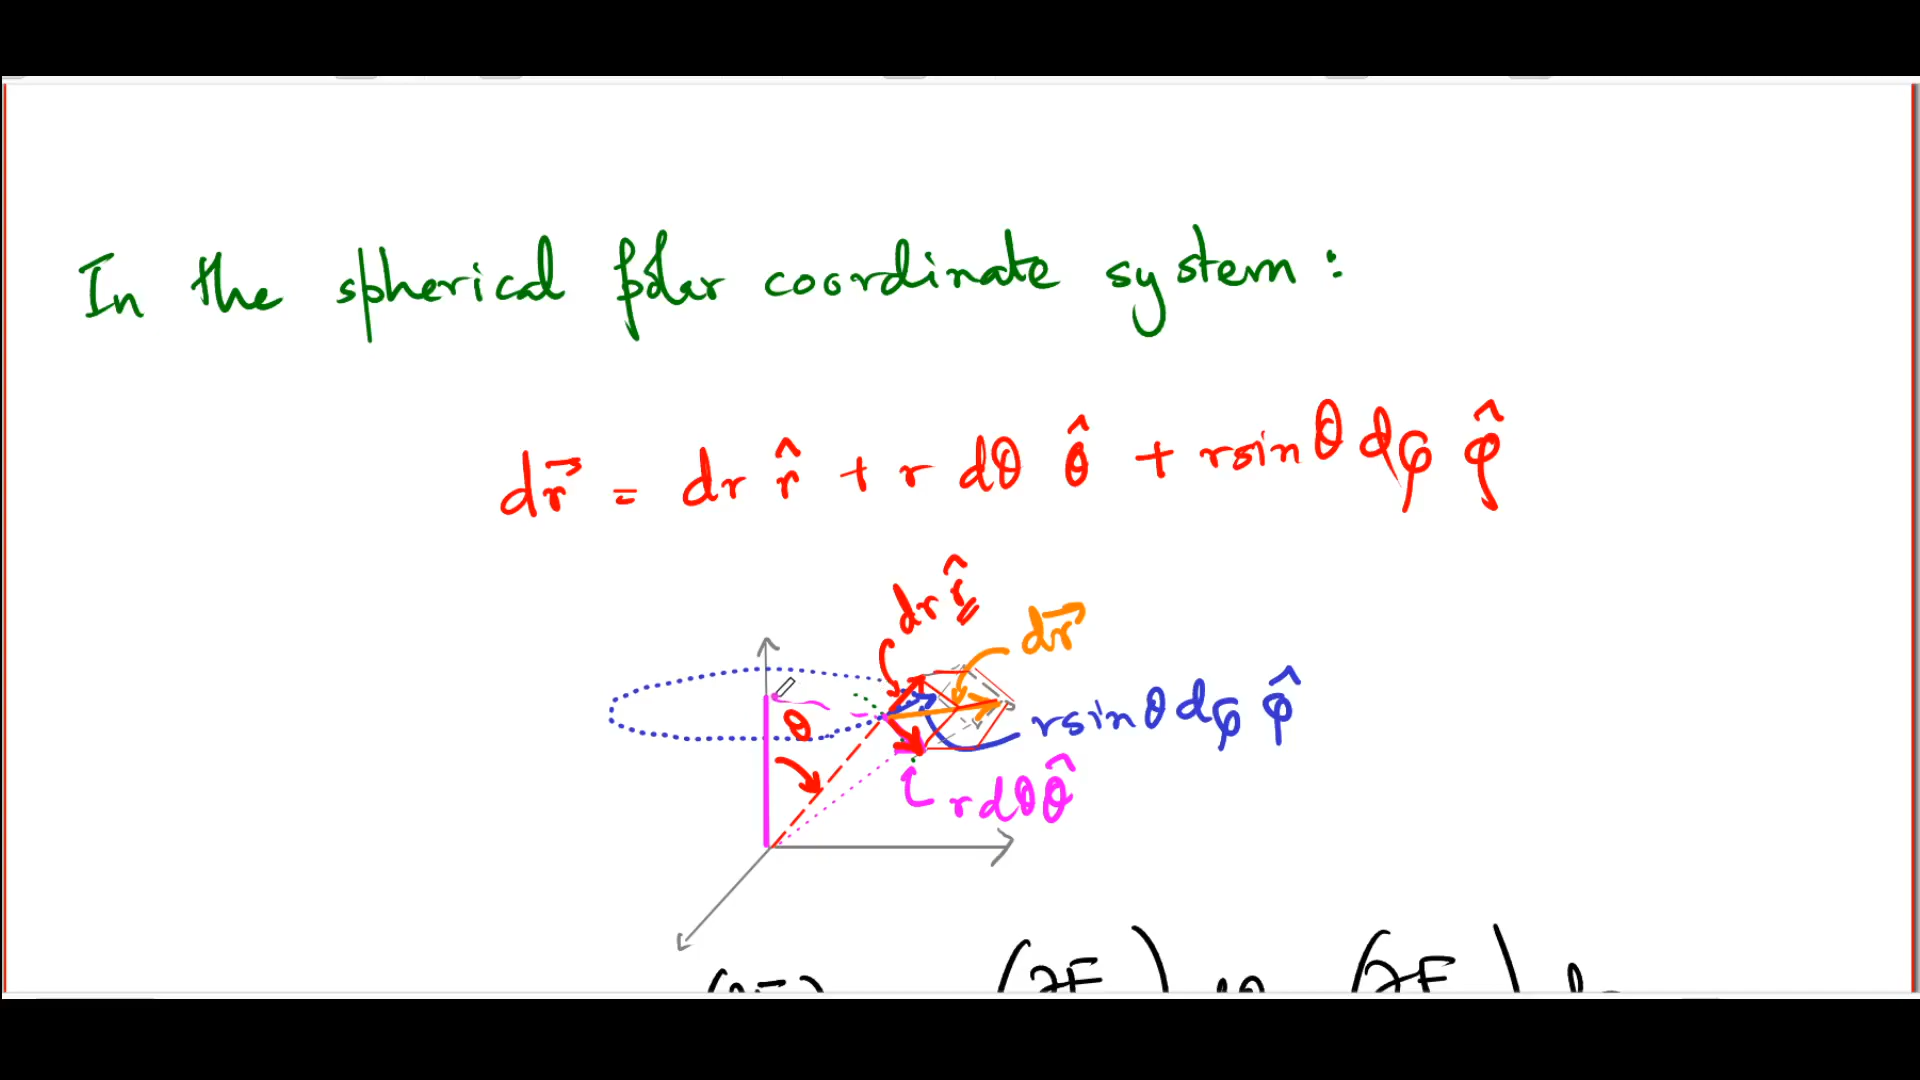 In the spherical polar coordinate system :
dr⃗ = dr r̂ + r dθ θ̂ + r sinθ dφ φ̂
dr r̂
dr⃗
θ
r sinθ dφ φ̂
r dθ θ̂